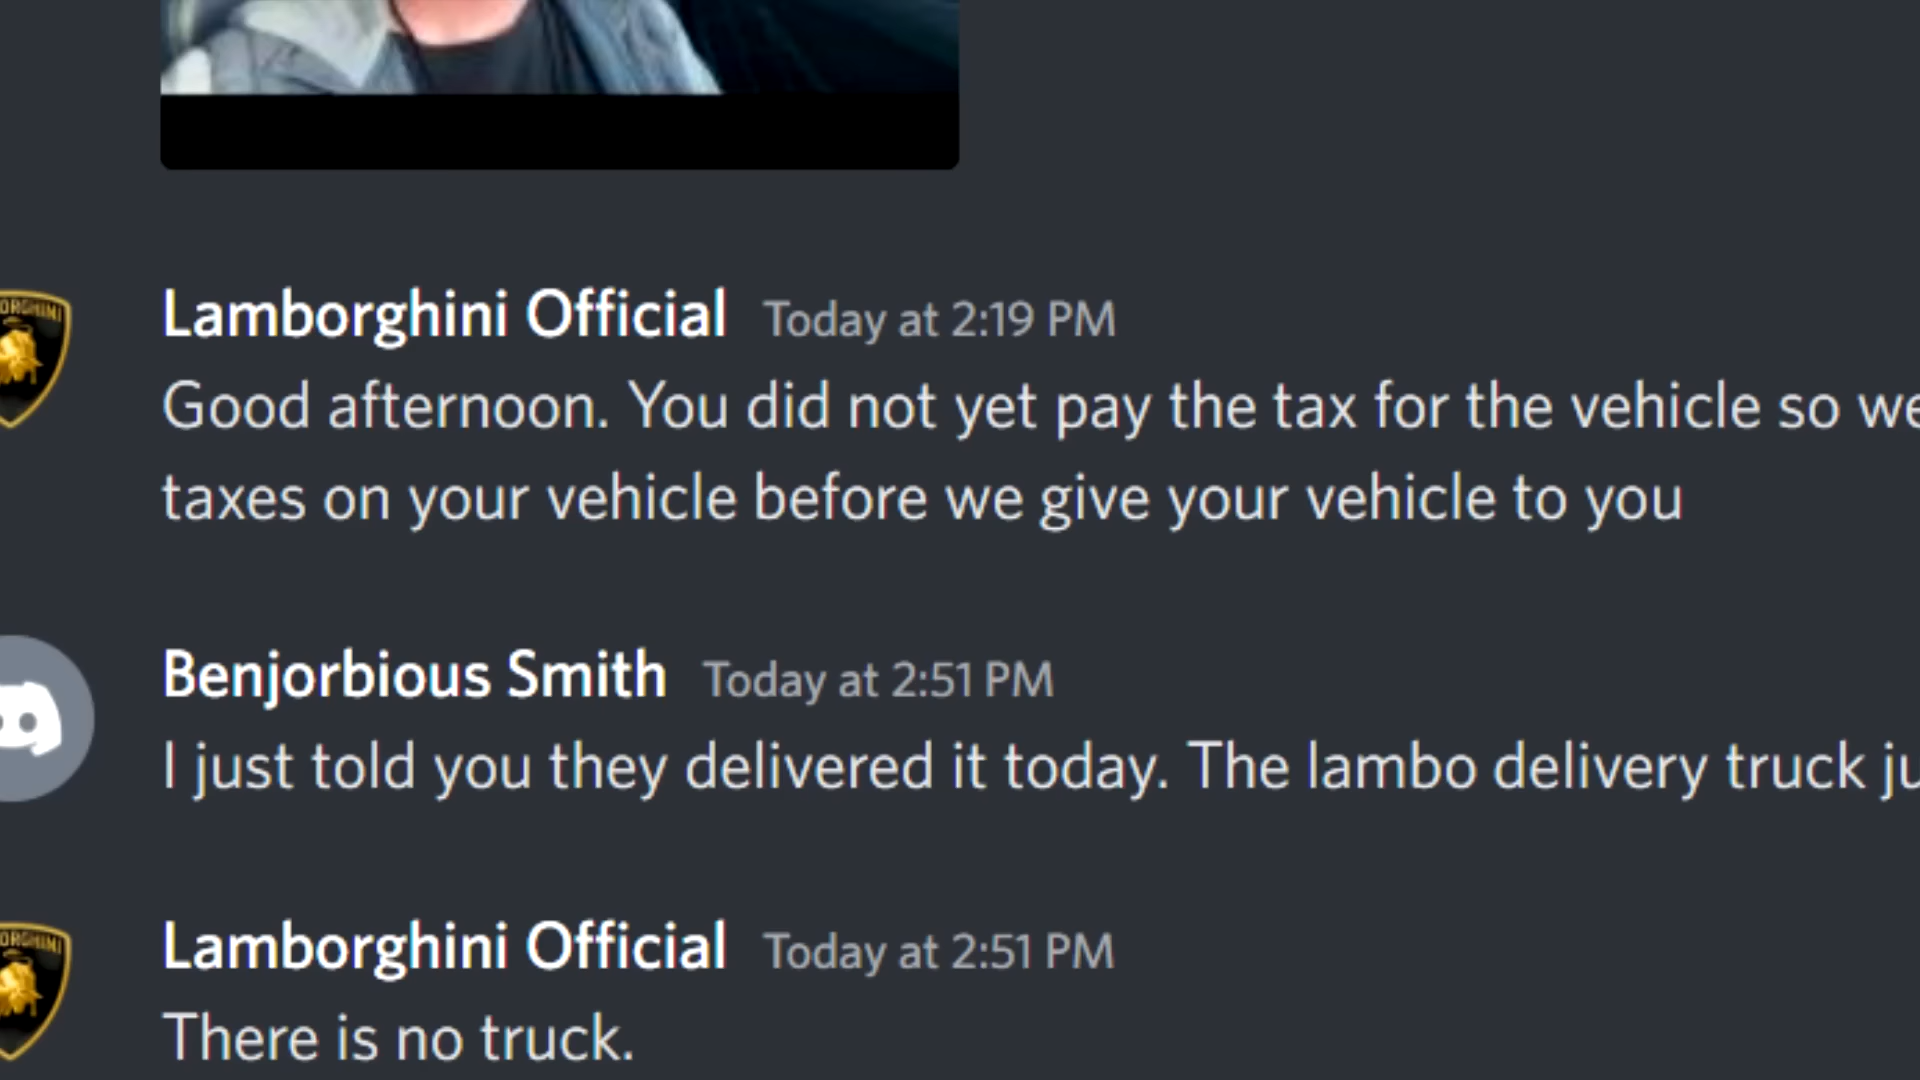 Lamborghini Official Today at 2:19 PM
Good afternoon. You did not yet pay the tax for the vehicle so we
taxes on your vehicle before we give your vehicle to you
Benjorbious Smith Today at 2:51 PM
I just told you they delivered it today. The lambo delivery truck ju
Lamborghini Official Today at 2:51 PM
There is no truck.